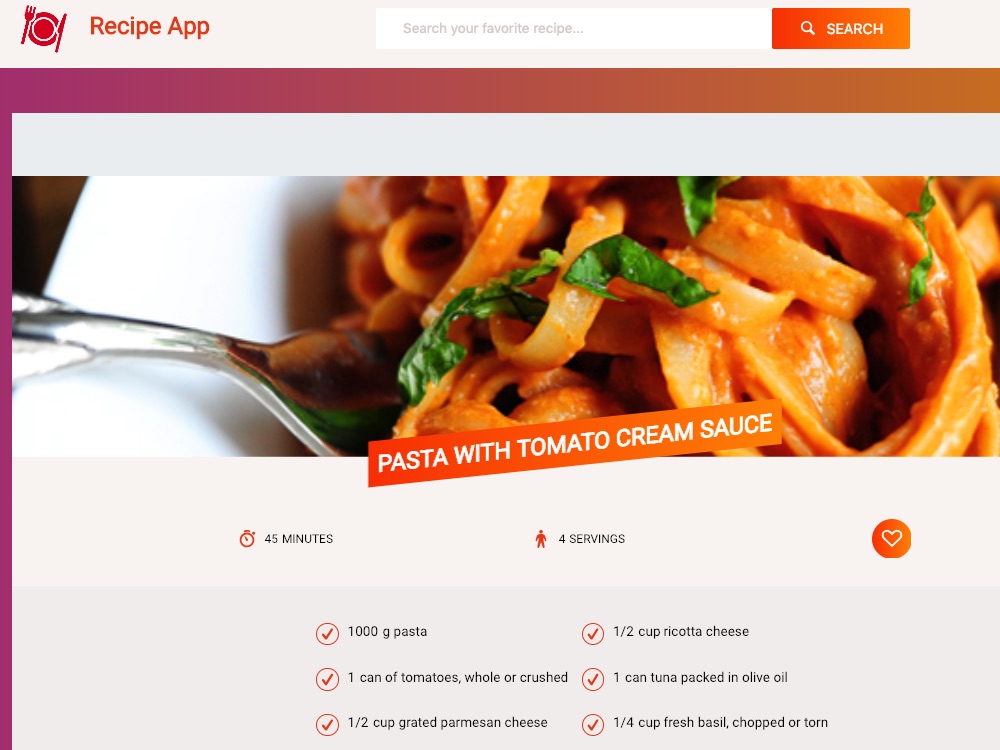 Recipe App
Search your favorite recipe...
SEARCH
PASTA WITH TOMATO CREAM SAUCE
45 MINUTES
4 SERVINGS
1000 g pasta
1/2 cup ricotta cheese
1 can of tomatoes, whole or crushed
1 can tuna packed in olive oil
1/2 cup grated parmesan cheese
1/4 cup fresh basil, chopped or torn